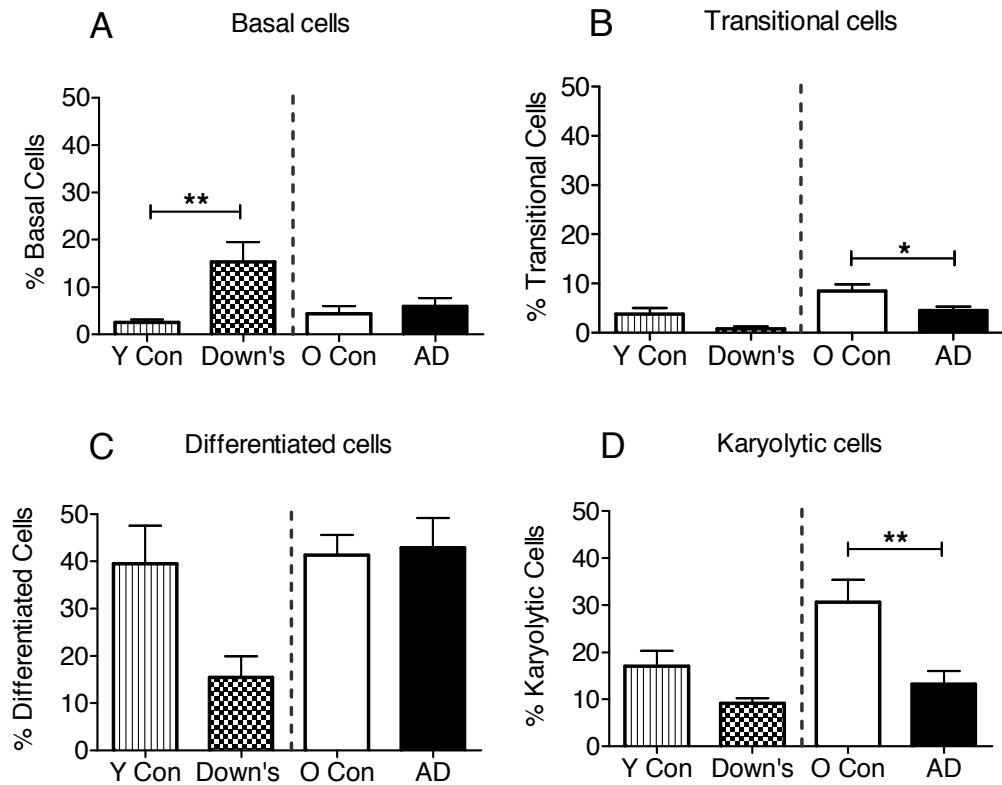 A Basal cells
% Basal Cells
50
40
30
20
10
0
**
Y Con Down's O Con AD
B Transitional cells
% Transitional Cells
50
40
30
20
10
0
*
Y Con Down's O Con AD
C Differentiated cells
% Differentiated Cells
50
40
30
20
10
0
Y Con Down's O Con AD
D Karyolytic cells
% Karyolytic Cells
50
40
30
20
10
0
**
Y Con Down's O Con AD